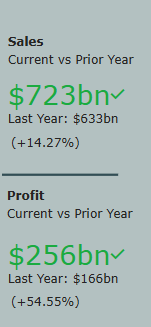 Sales
Current vs Prior Year
$723bn✓
Last Year: $633bn
(+14.27%)
Profit
Current vs Prior Year
$256bn✓
Last Year: $166bn
(+54.55%)